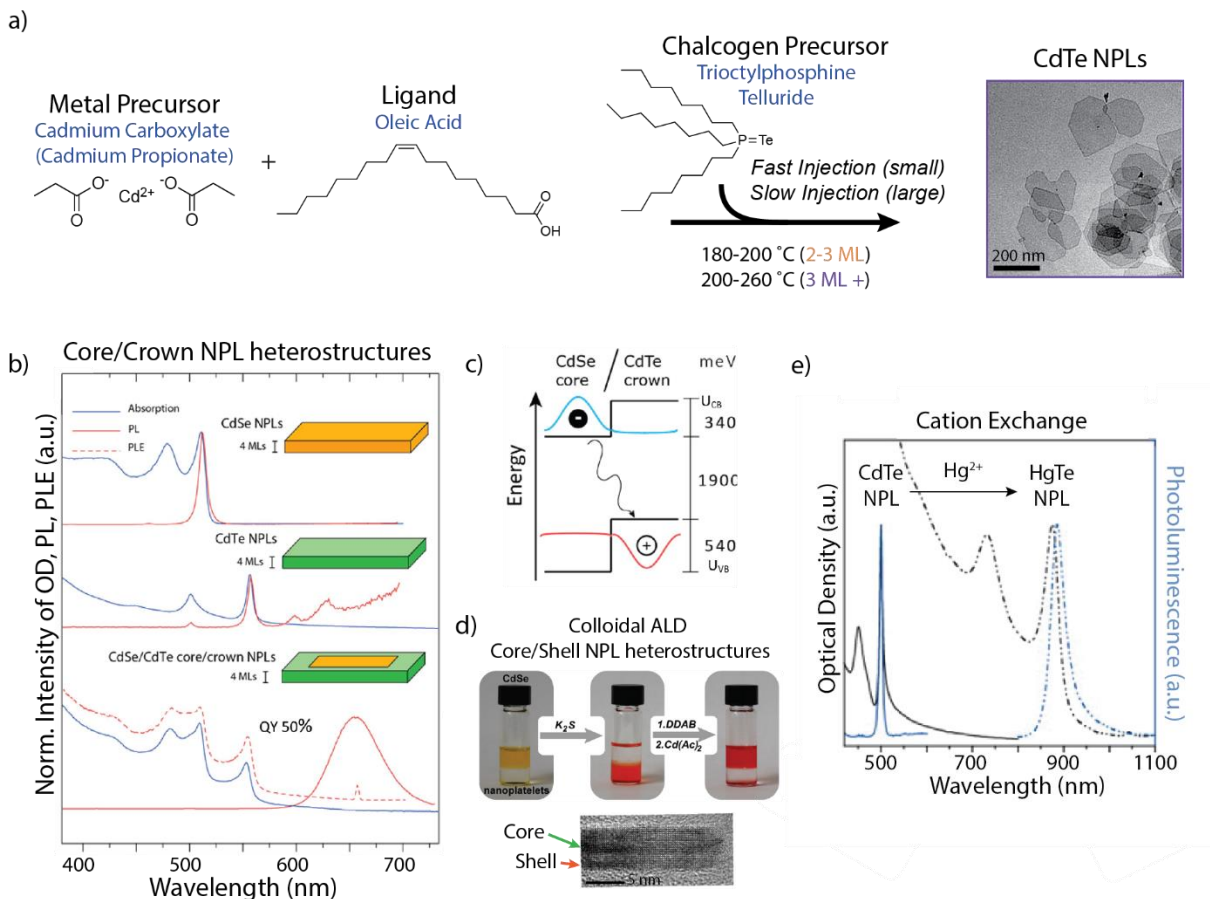 a)
Metal Precursor
Cadmium Carboxylate
(Cadmium Propionate)
O-
Cd2+
-O
O
O
+
Ligand
Oleic Acid
O
OH
Chalcogen Precursor
Trioctylphosphine
Telluride
P=Te
Fast Injection (small)
Slow Injection (large)
180-200 ˚C (2-3 ML)
200-260 ˚C (3 ML +)
CdTe NPLs
200 nm
b)
Core/Crown NPL heterostructures
Norm. Intensity of OD, PL, PLE (a.u.)
Absorption
PL
PLE
CdSe NPLs
4 MLs
CdTe NPLs
4 MLs
CdSe/CdTe core/crown NPLs
4 MLs
QY 50%
400
500
600
700
Wavelength (nm)
c)
CdSe
core
/
CdTe
crown
meV
Energy
-
+
UCB
340
1900
540
UVB
d)
Colloidal ALD
Core/Shell NPL heterostructures
CdSe
nanoplatelets
K2S
1.DDAB
2.Cd(Ac)2
Core
Shell
5 nm
e)
Cation Exchange
Optical Density (a.u.)
CdTe
NPL
Hg2+
HgTe
NPL
Photoluminescence (a.u.)
500
700
900
1100
Wavelength (nm)